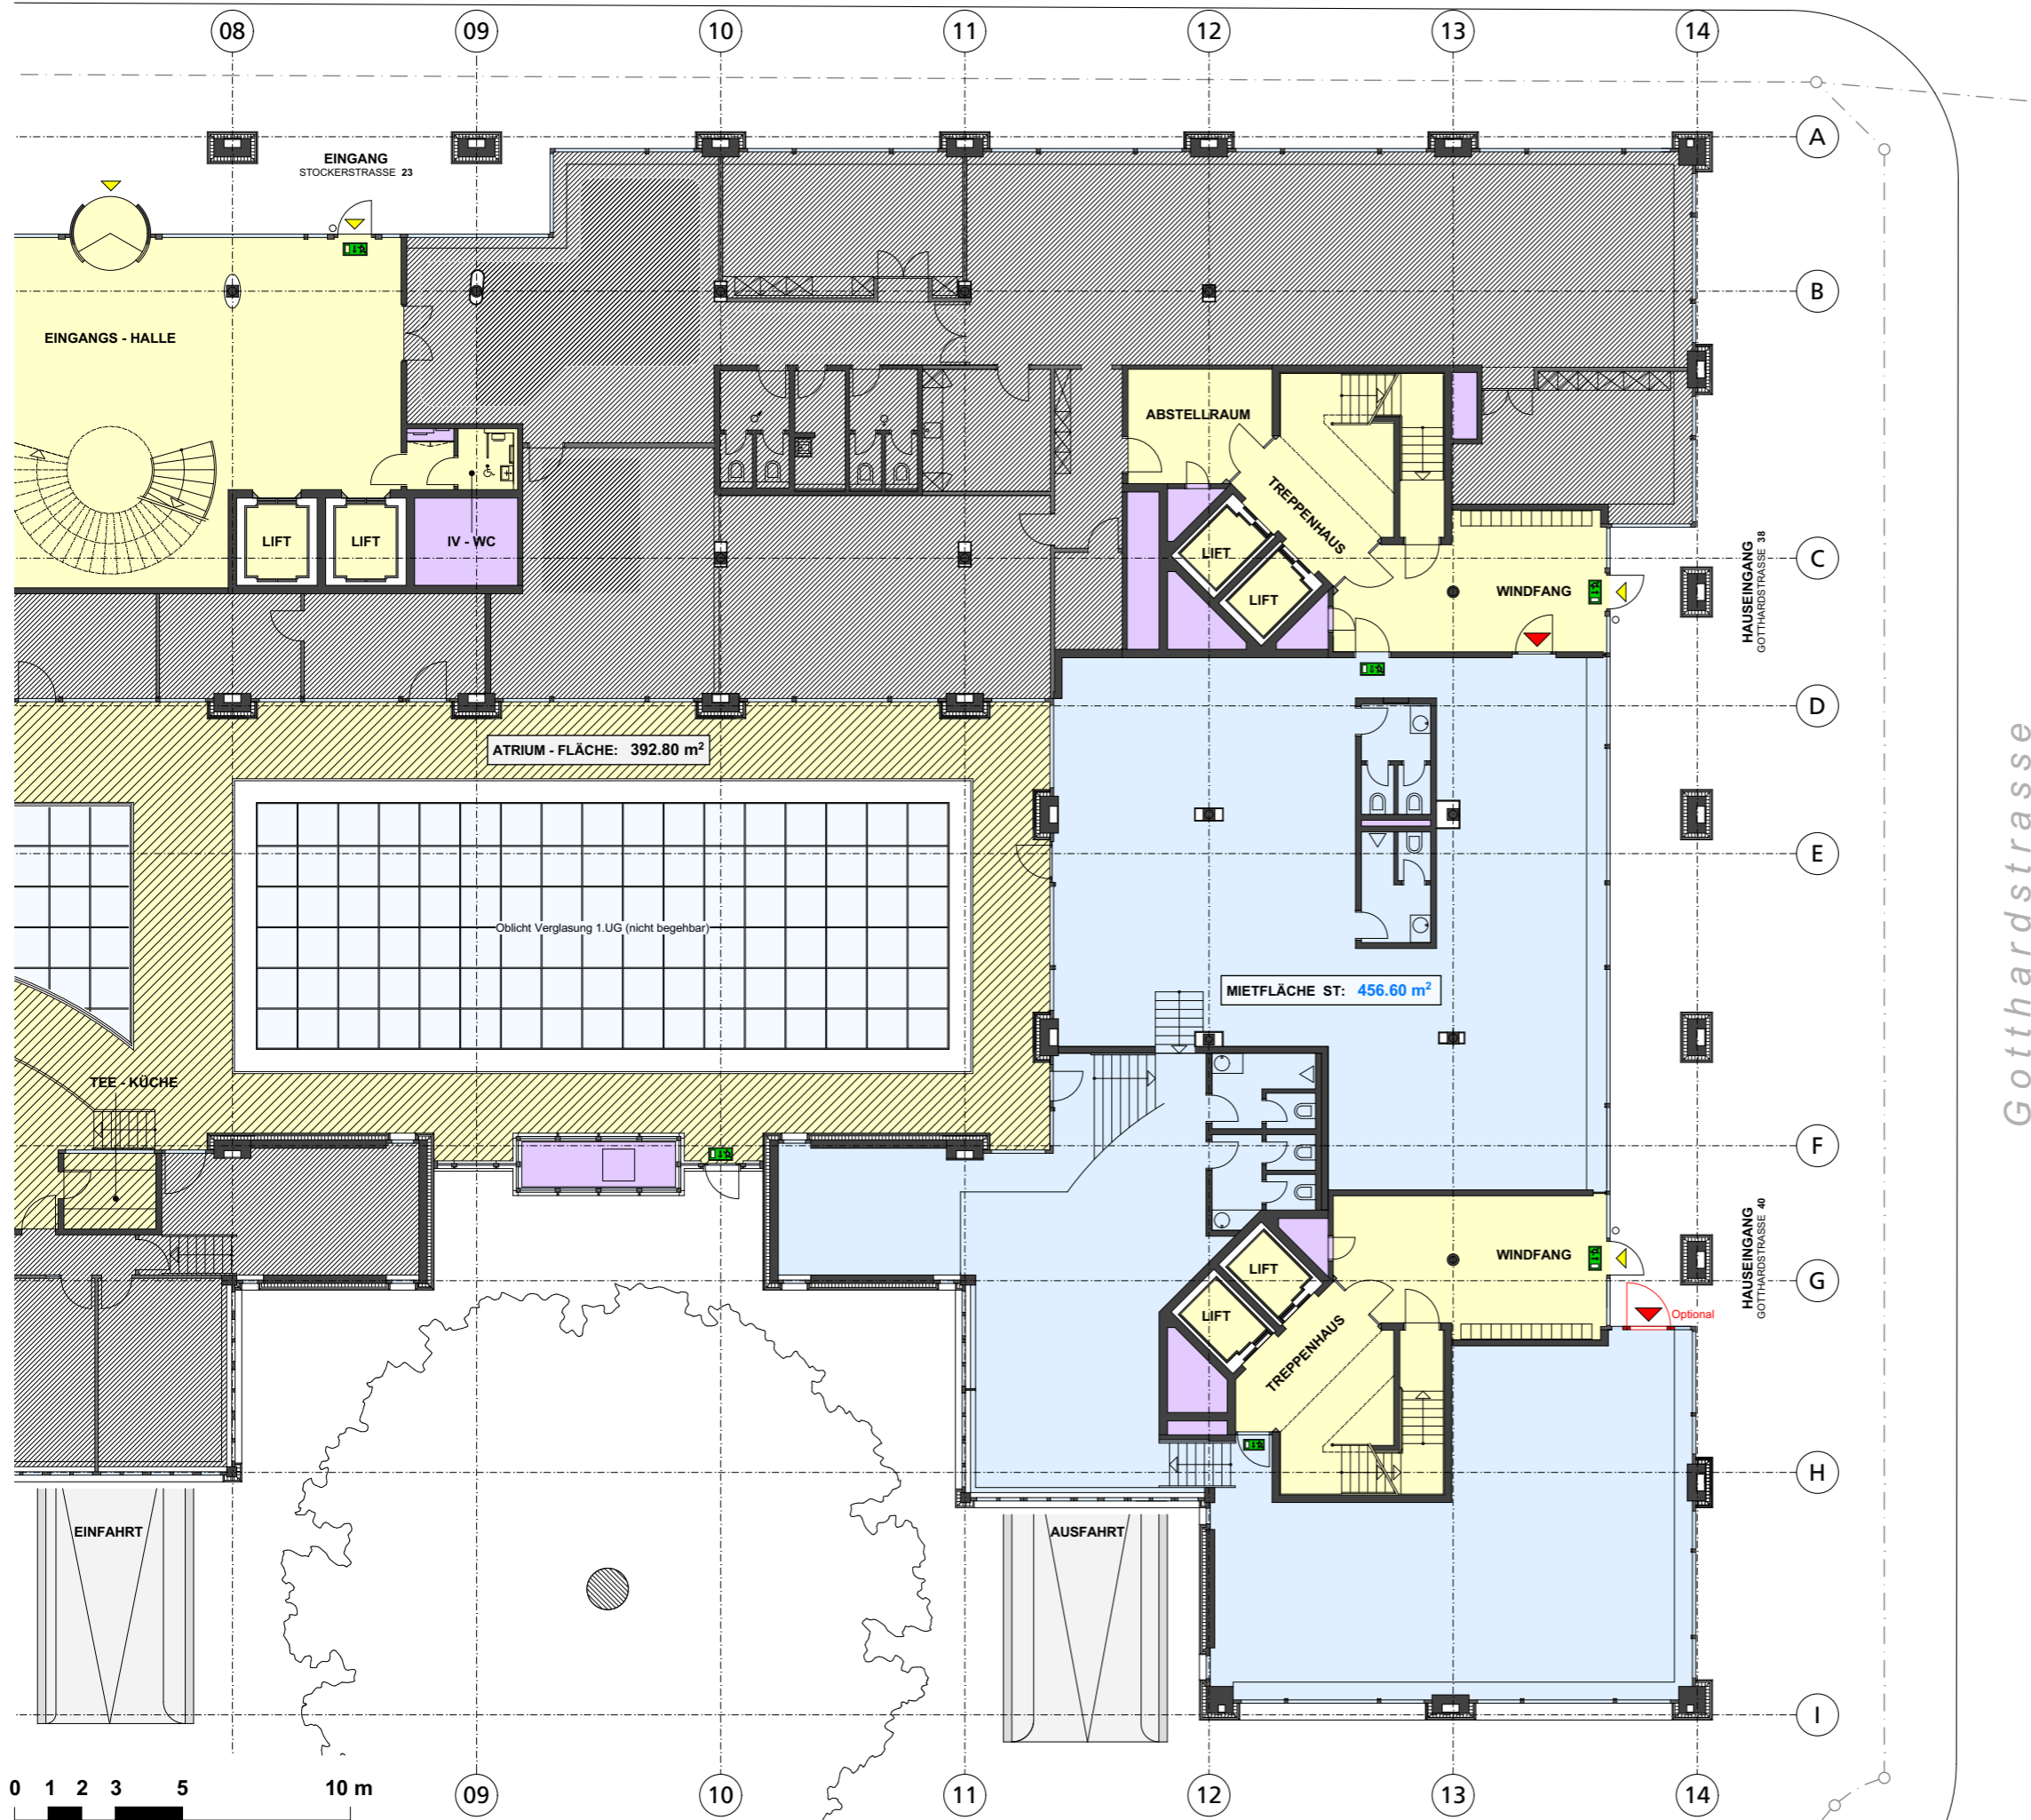 08 09 10 11 12 13 14
A
EINGANG
STOCKERSTRASSE 23
B
EINGANGS - HALLE
ABSTELLRAUM
TREPPENHAUS
LIFT LIFT IV - WC
LIFT
LIFT
C
WINDFANG
HAUSEINGANG
GOTTHARDSTRASSE 38
D
ATRIUM - FLÄCHE: 392.80 m²
E
Gotthardstrasse
Oblicht Verglasung 1.UG (nicht begehbar)
MIETFLÄCHE ST: 456.60 m²
TEE - KÜCHE
F
WINDFANG
HAUSEINGANG
GOTTHARDSTRASSE 40
LIFT
G
LIFT
Optional
TREPPENHAUS
H
EINFAHRT
AUSFAHRT
I
0 1 2 3 5 10 m
09 10 11 12 13 14